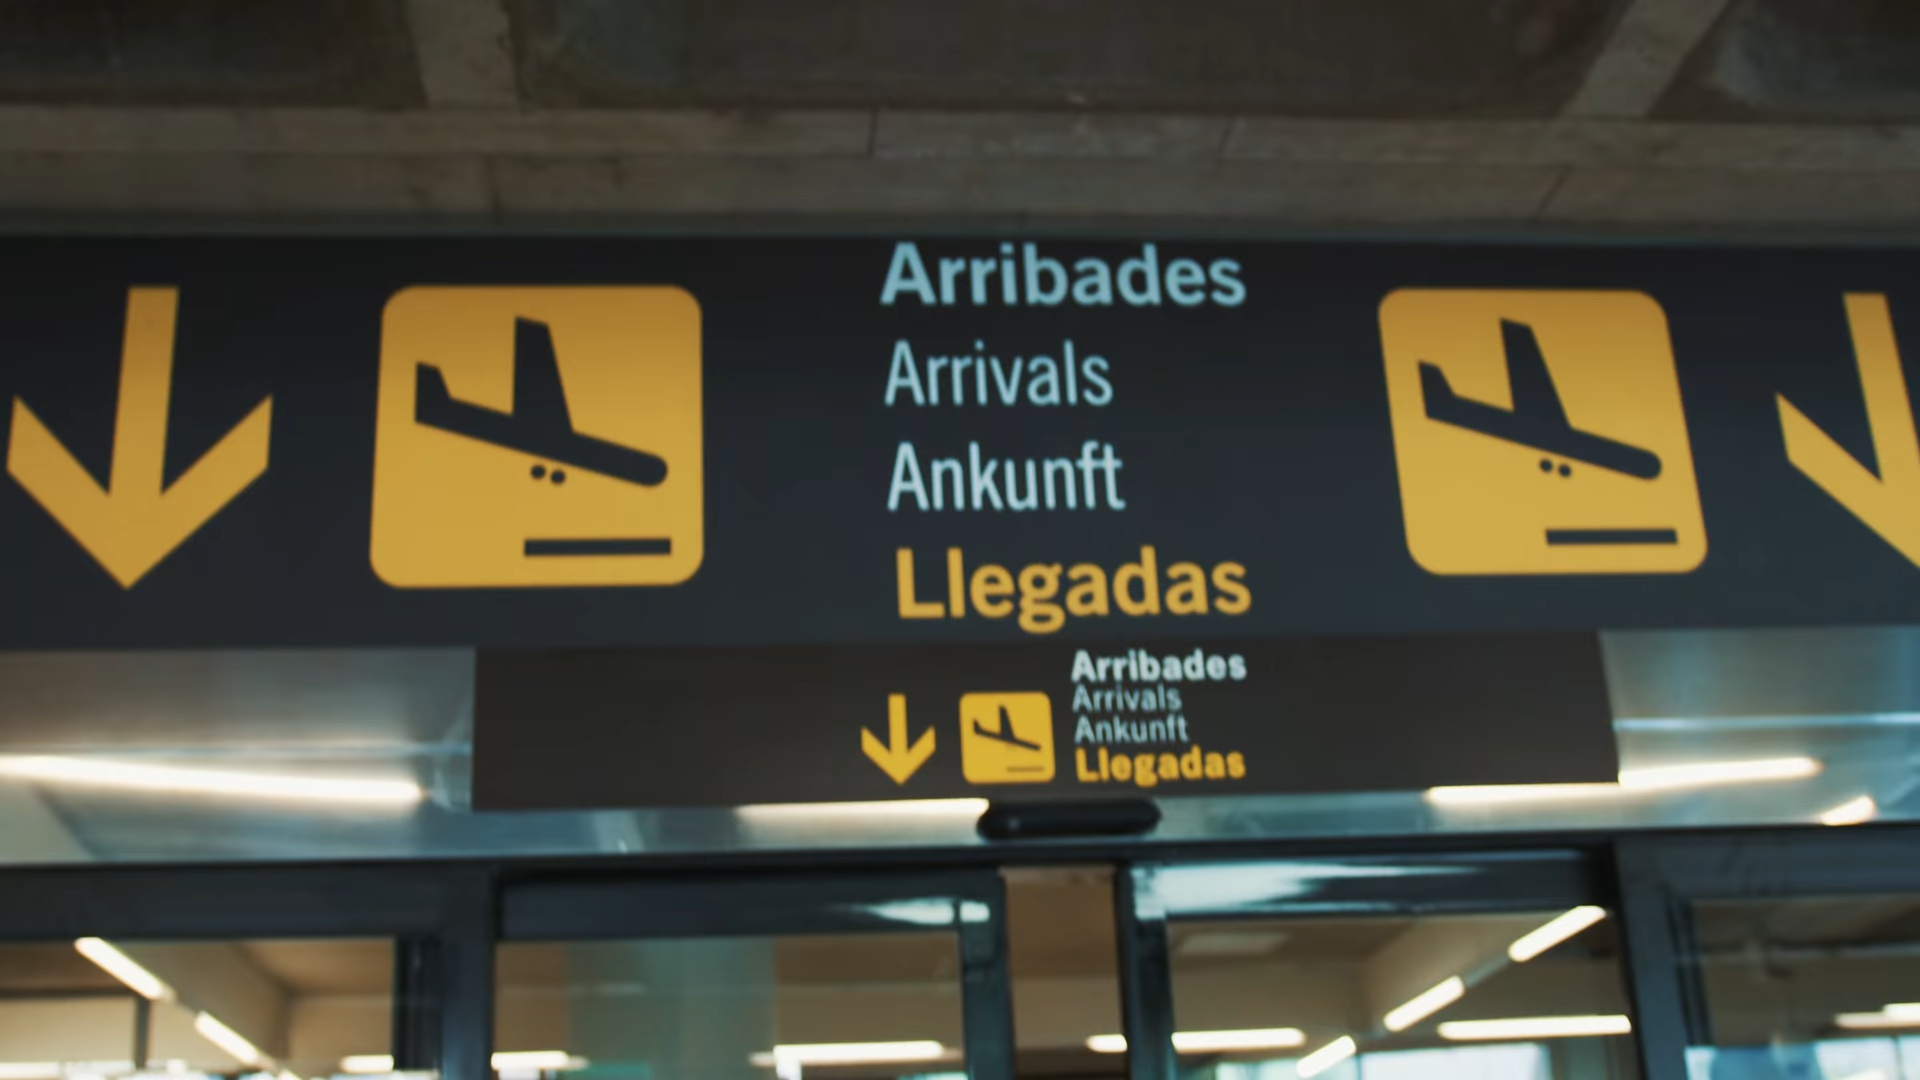 Arribades
Arrivals
Ankunft
Llegadas
Arribades
Arrivals
Ankunft
Llegadas